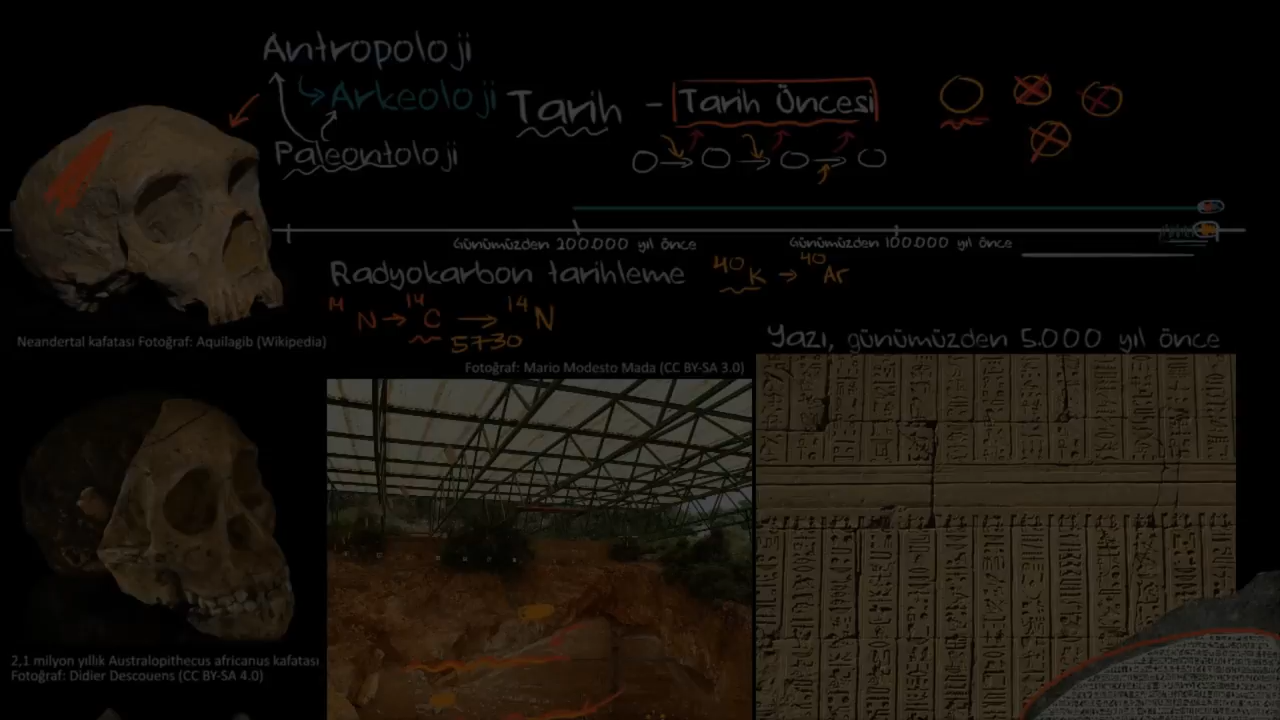 Antropoloji
Arkeoloji
Paleontoloji
Tarih - Tarih Öncesi
Günümüzden 200.000 yıl önce
Günümüzden 100.000 yıl önce
Radyokarbon tarihleme
40K → 40Ar
14N → 14C → 14N
5730
Neandertal kafatası Fotoğraf: Aquilagib (Wikipedia)
Yazı, günümüzden 5.000 yıl önce
Fotoğraf: Mario Modesto Mada (CC BY-SA 3.0)
2,1 milyon yıllık Australopithecus africanus kafatası
Fotoğraf: Didier Descouens (CC BY-SA 4.0)